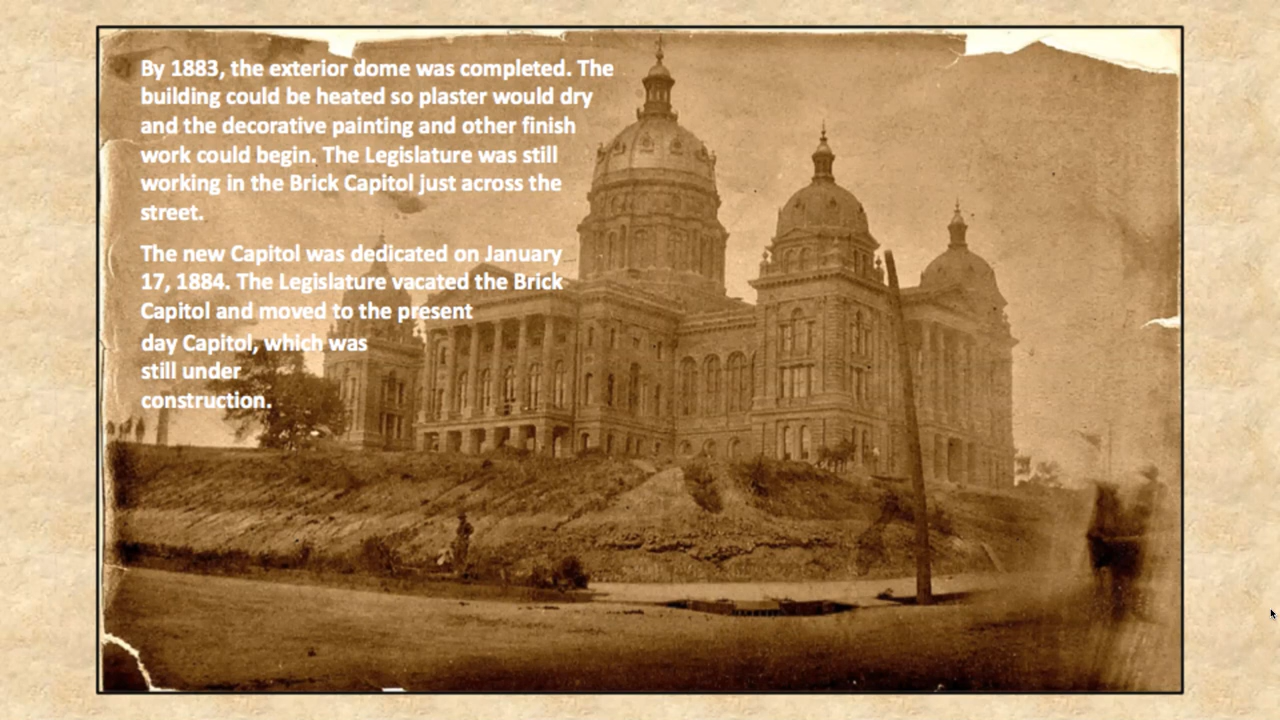 By 1883, the exterior dome was completed. The
building could be heated so plaster would dry
and the decorative painting and other finish
work could begin. The Legislature was still
working in the Brick Capitol just across the
street.
The new Capitol was dedicated on January
17, 1884. The Legislature vacated the Brick
Capitol and moved to the present
day Capitol, which was
still under
construction.